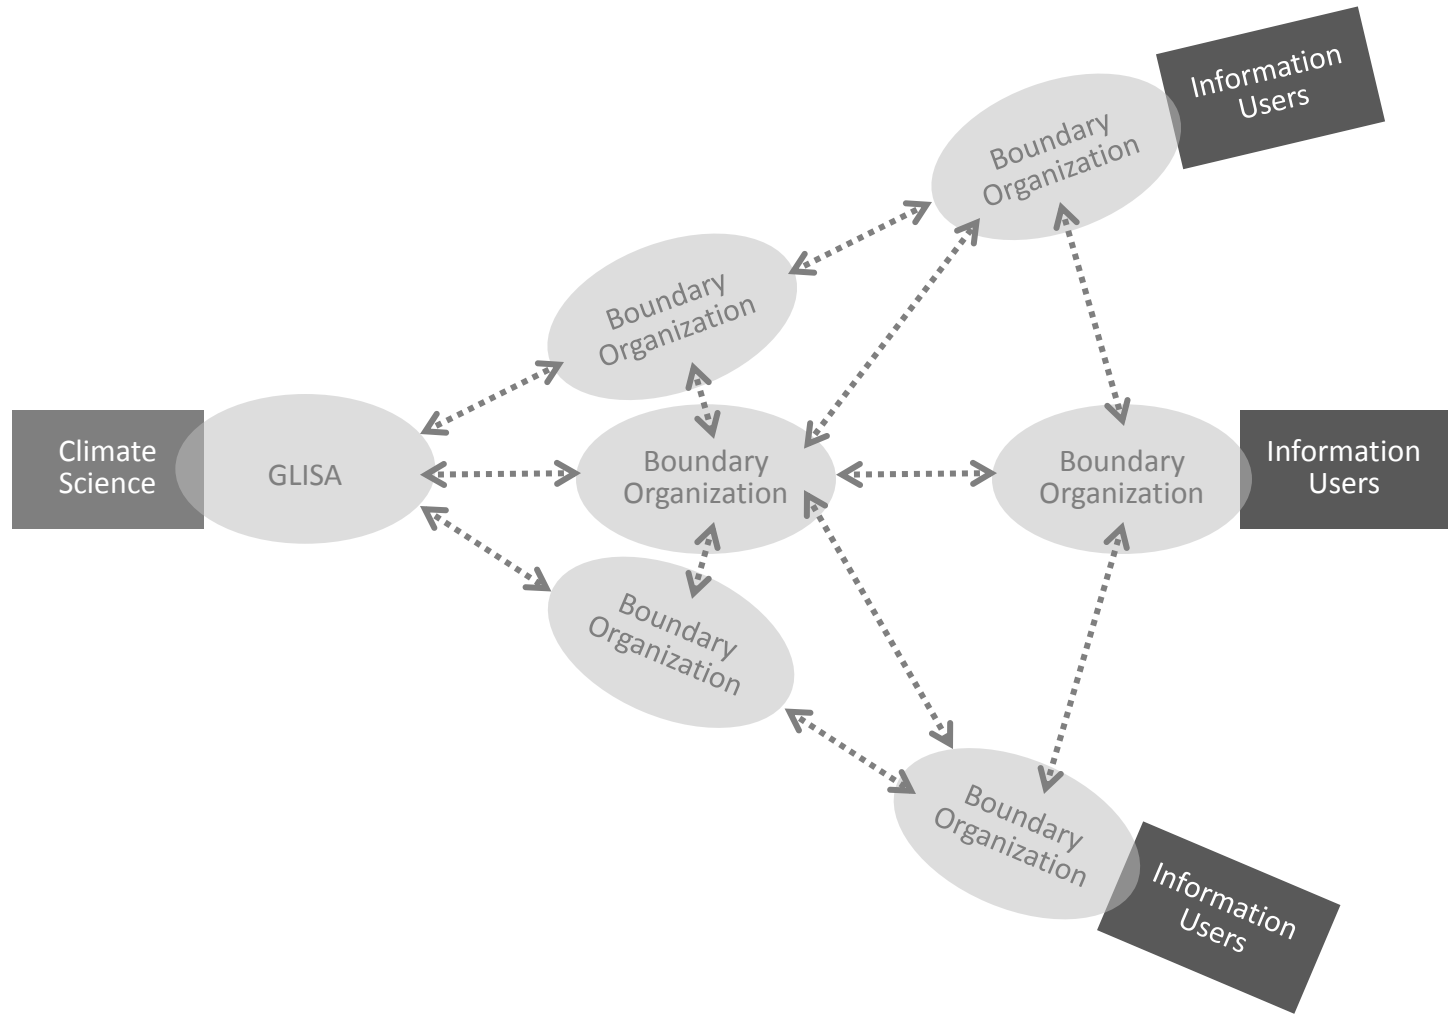 Information
Users
Boundary
Organization
Boundary
Organization
Climate
Science
GLISA
Boundary
Organization
Boundary
Organization
Information
Users
Boundary
Organization
Boundary
Organization
Information
Users